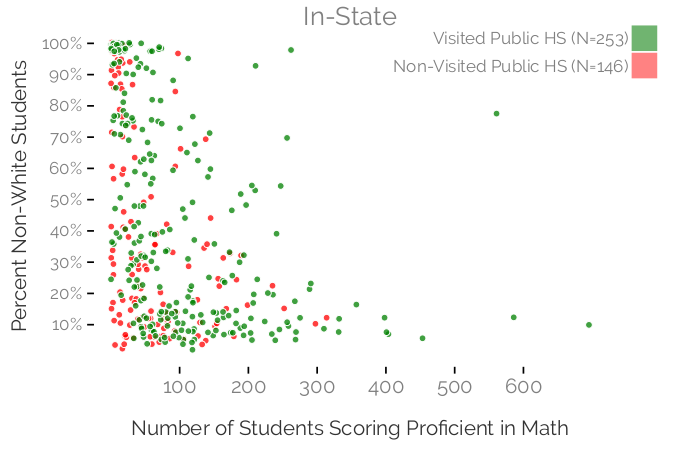 In-State
Visited Public HS (N=253)
Non-Visited Public HS (N=146)
Percent Non-White Students
100%
90%
80%
70%
60%
50%
40%
30%
20%
10%
100 200 300 400 500 600
Number of Students Scoring Proficient in Math